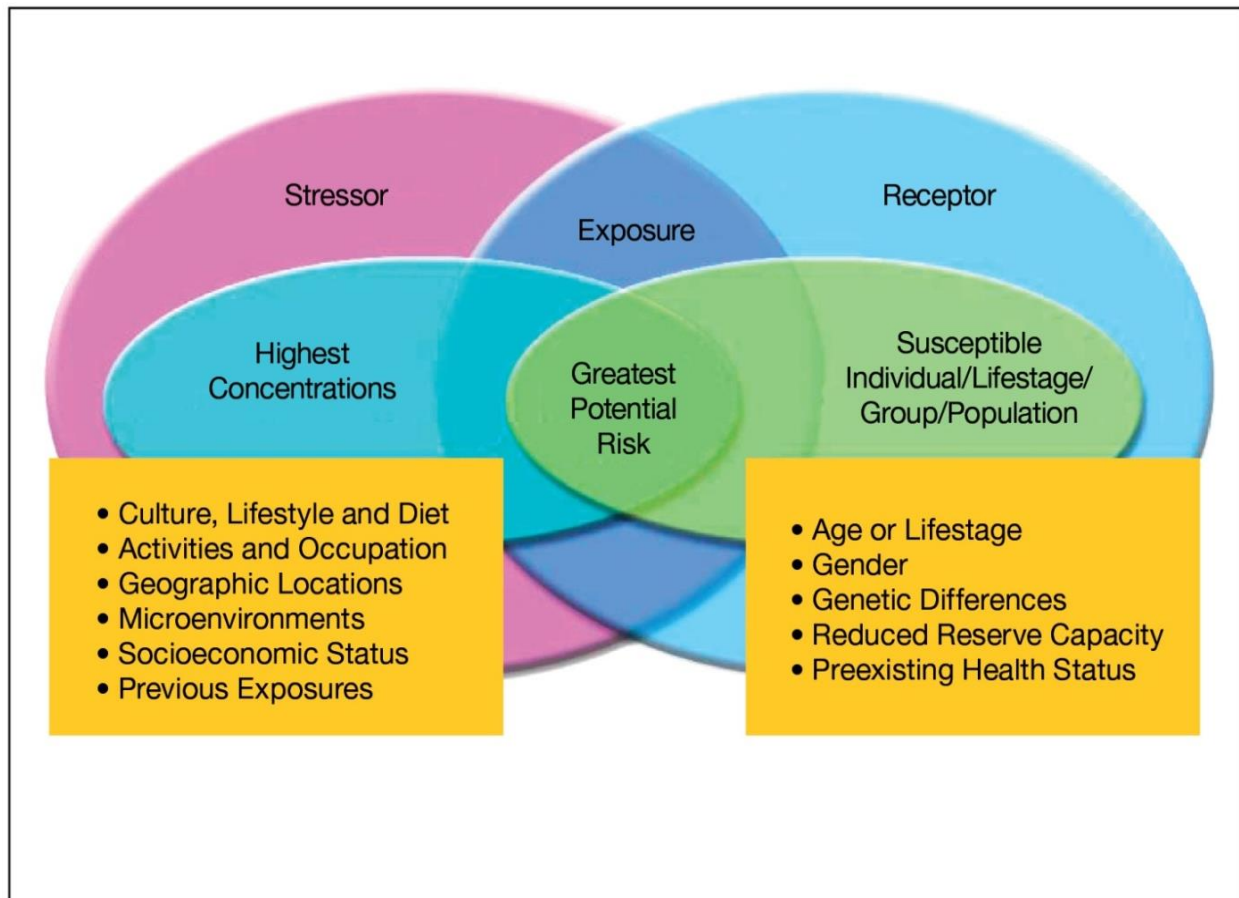 Stressor
Exposure
Receptor
Highest
Concentrations
Greatest
Potential
Risk
Susceptible
Individual/Lifestage/
Group/Population
• Culture, Lifestyle and Diet
• Activities and Occupation
• Geographic Locations
• Microenvironments
• Socioeconomic Status
• Previous Exposures
• Age or Lifestage
• Gender
• Genetic Differences
• Reduced Reserve Capacity
• Preexisting Health Status